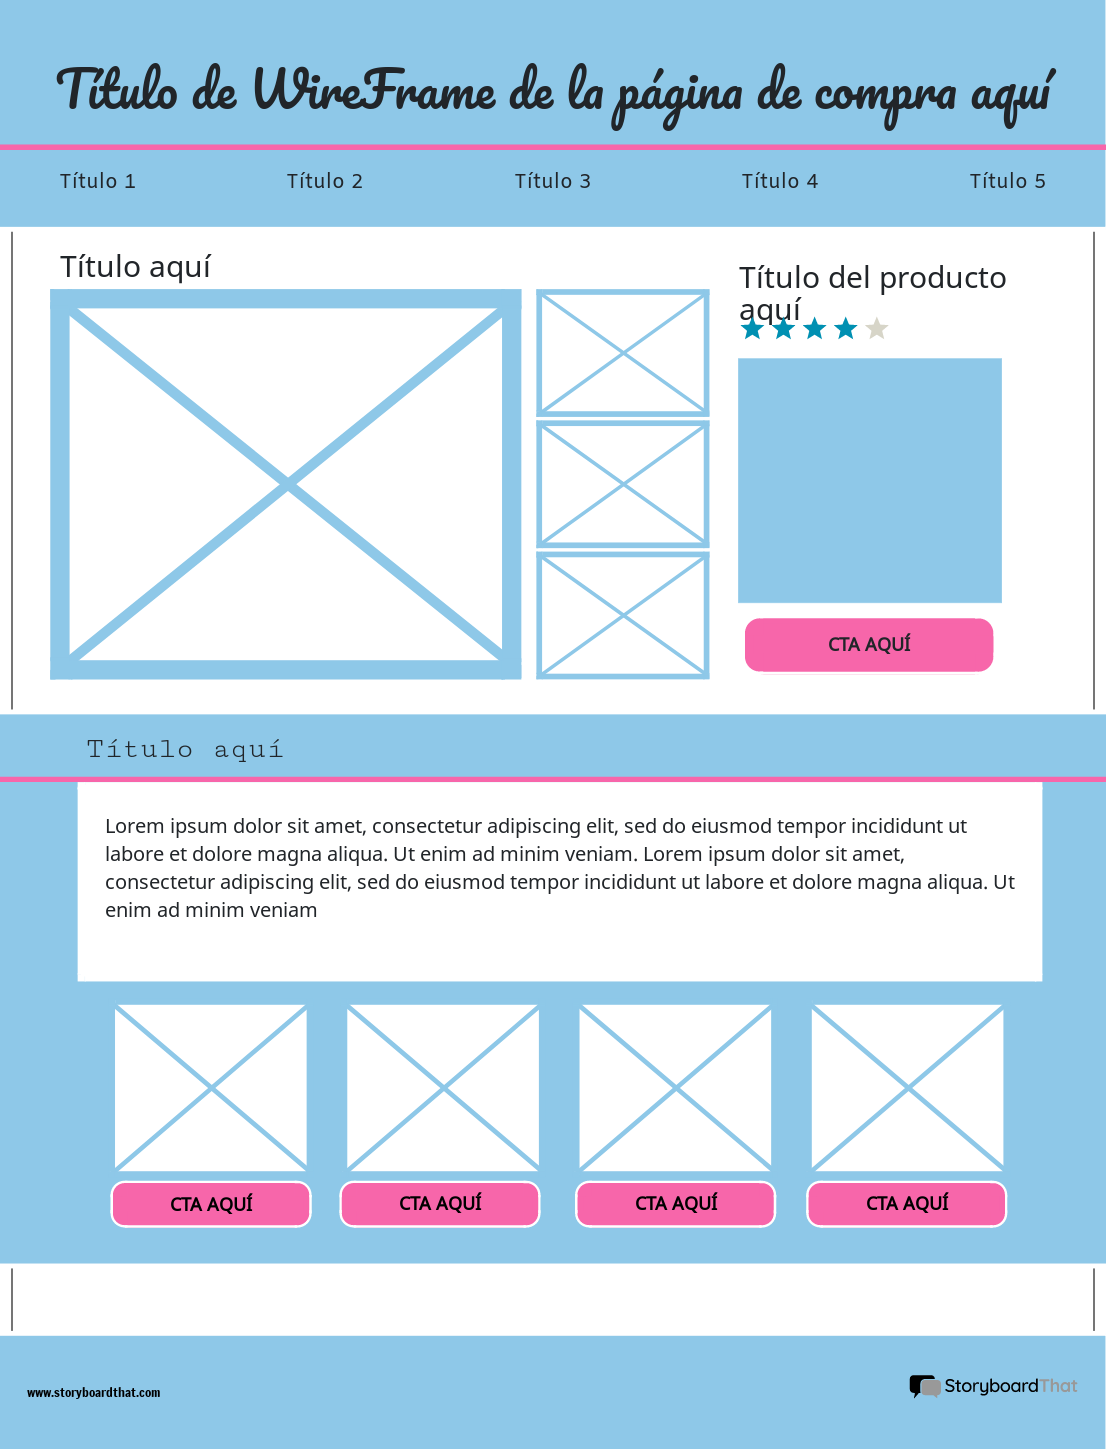 Título de WireFrame de la página de compra aquí
Título 1
Título 2
Título 3
Título 4
Título 5
Título aquí
Título del producto
aquí
CTA AQUÍ
Título aquí
Lorem ipsum dolor sit amet, consectetur adipiscing elit, sed do eiusmod tempor incididunt ut
labore et dolore magna aliqua. Ut enim ad minim veniam. Lorem ipsum dolor sit amet,
consectetur adipiscing elit, sed do eiusmod tempor incididunt ut labore et dolore magna aliqua. Ut
enim ad minim veniam
CTA AQUÍ
CTA AQUÍ
CTA AQUÍ
CTA AQUÍ
www.storyboardthat.com
StoryboardThat